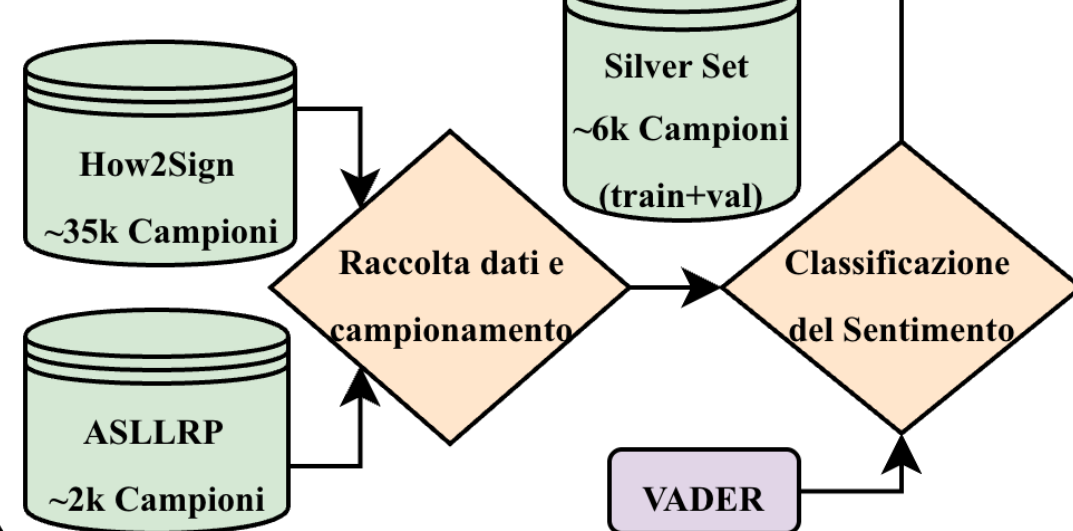 How2Sign
~35k Campioni
ASLLRP
~2k Campioni
Raccolta dati e
campionamento
Silver Set
~6k Campioni
(train+val)
Classificazione
del Sentimento
VADER